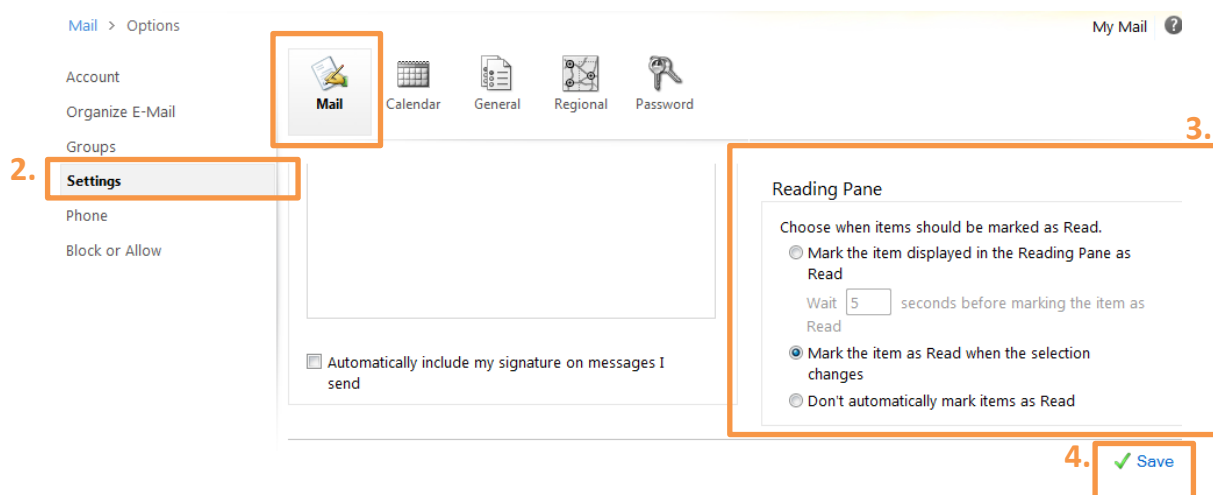 Mail > Options
My Mail
Account
Organize E-Mail
Groups
2.
Settings
Phone
Block or Allow
Mail
Calendar
General
Regional
Password
Automatically include my signature on messages I
send
3.
Reading Pane
Choose when items should be marked as Read.
Mark the item displayed in the Reading Pane as
Read
Wait 5 seconds before marking the item as
Read
Mark the item as Read when the selection
changes
Don't automatically mark items as Read
4.
Save